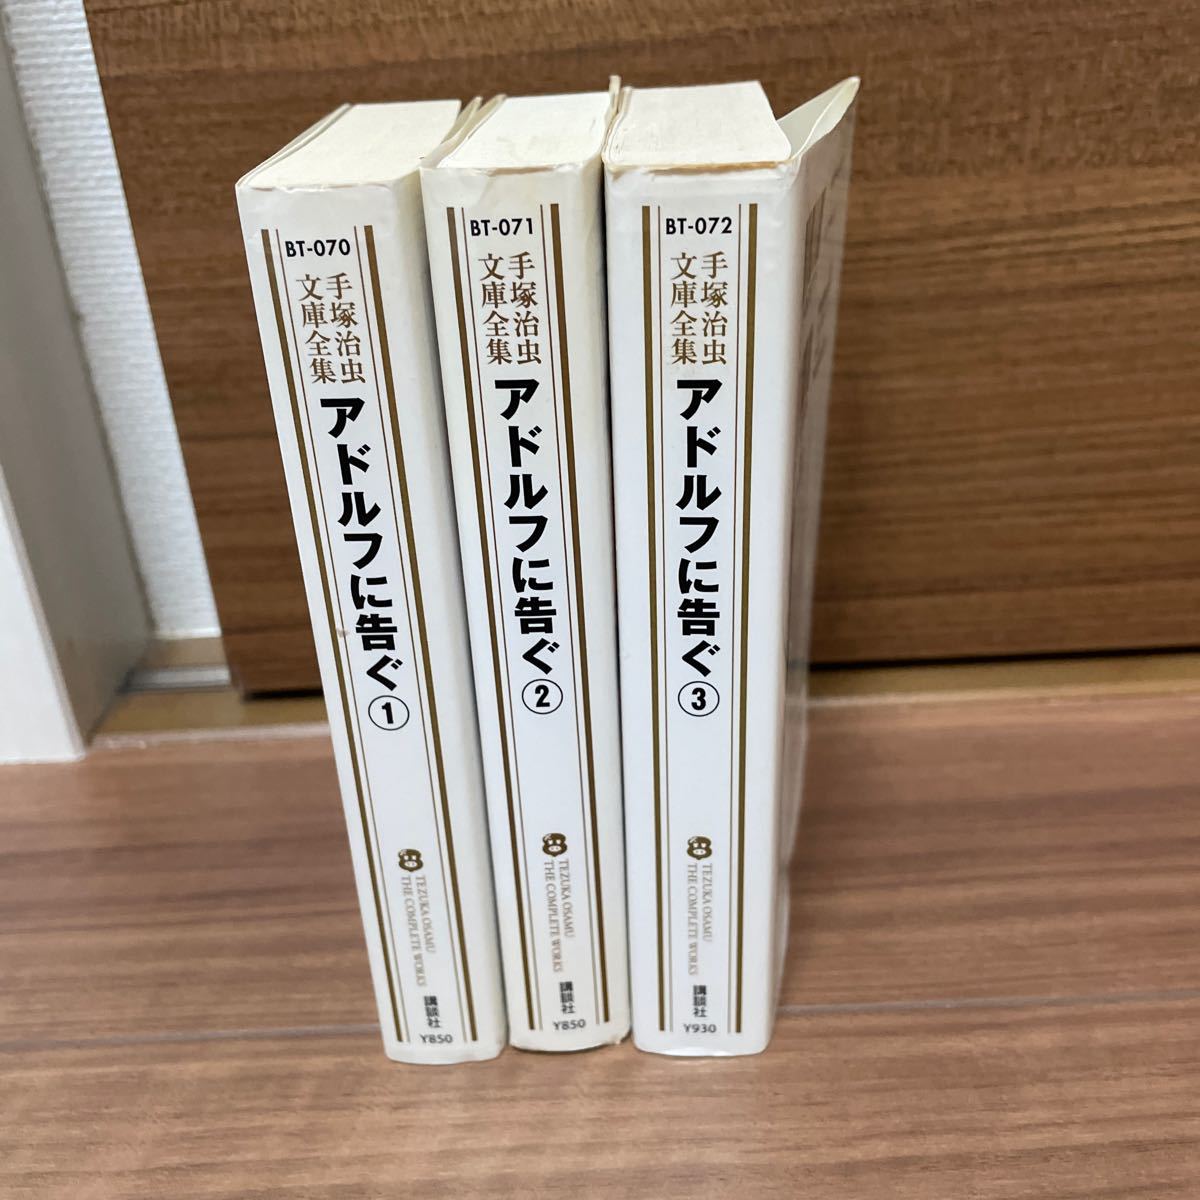 BT-070
手塚治虫
文庫全集
アドルフに告ぐ
1
TEZUKA OSAMU
THE COMPLETE WORKS
講談社
Y850
BT-071
手塚治虫
文庫全集
アドルフに告ぐ
2
TEZUKA OSAMU
THE COMPLETE WORKS
講談社
Y850
BT-072
手塚治虫
文庫全集
アドルフに告ぐ
3
TEZUKA OSAMU
THE COMPLETE WORKS
講談社
Y930